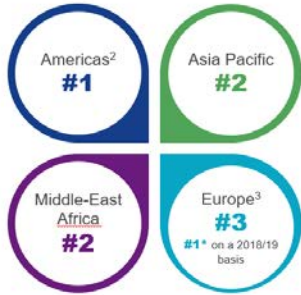 Americas²
#1
Asia Pacific
#2
Middle-East
Africa
#2
Europe³
#3
#1* on a 2018/19
basis